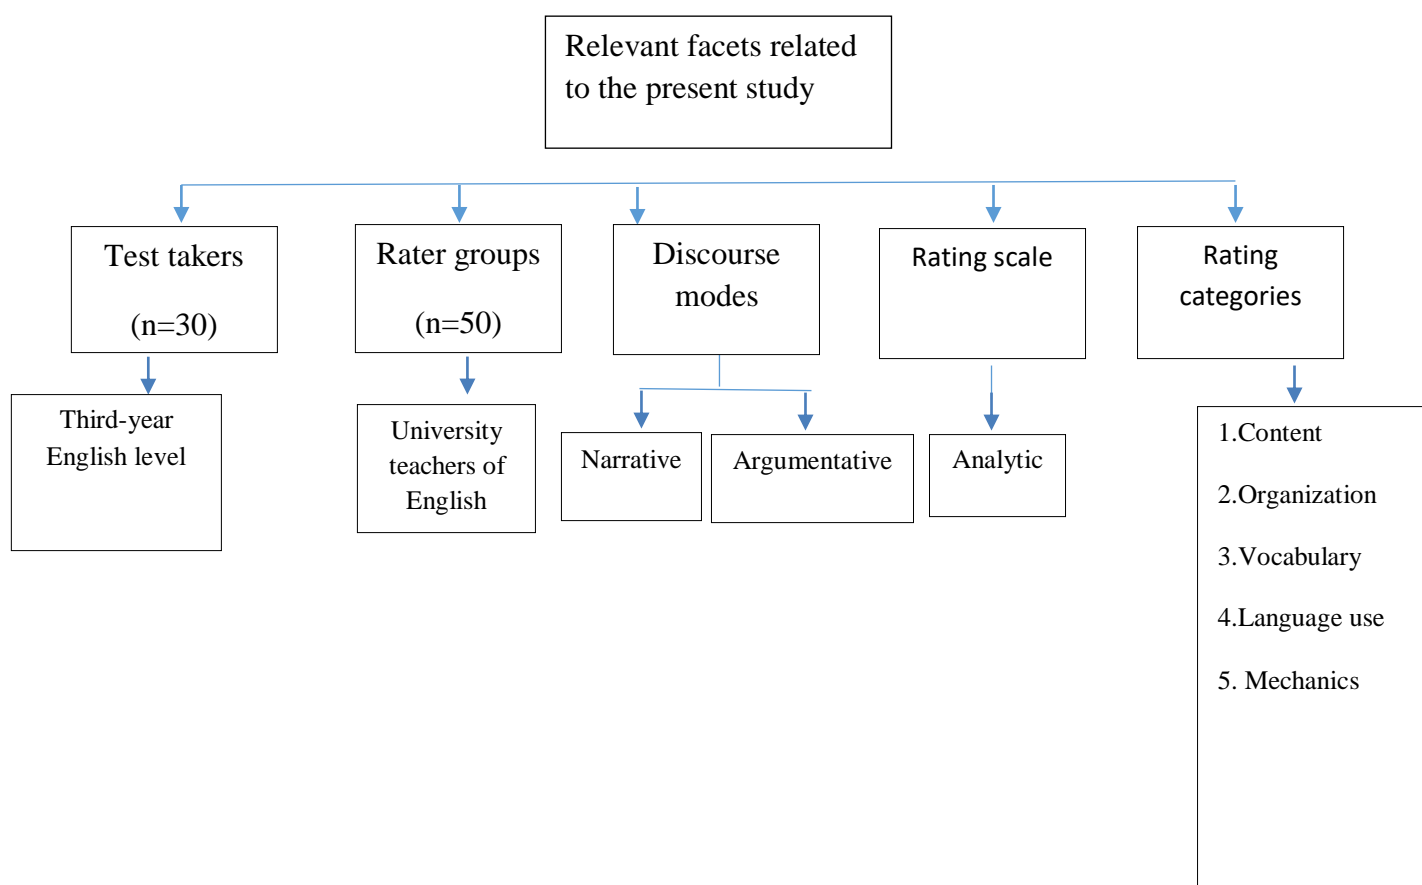 Relevant facets related
to the present study
Test takers
(n=30)
Rater groups
(n=50)
Discourse
modes
Rating scale
Rating
categories
Third-year
English level
University
teachers of
English
Narrative
Argumentative
Analytic
1.Content
2.Organization
3.Vocabulary
4.Language use
5. Mechanics